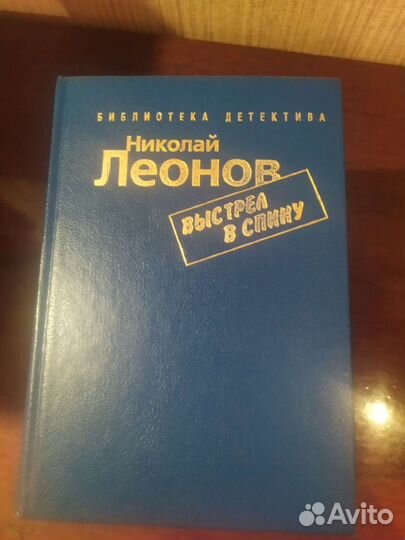 БИБЛИОТЕКА ДЕТЕКТИВА
Николай
Леонов
ВЫСТРЕЛ
В СПИНУ
Avito